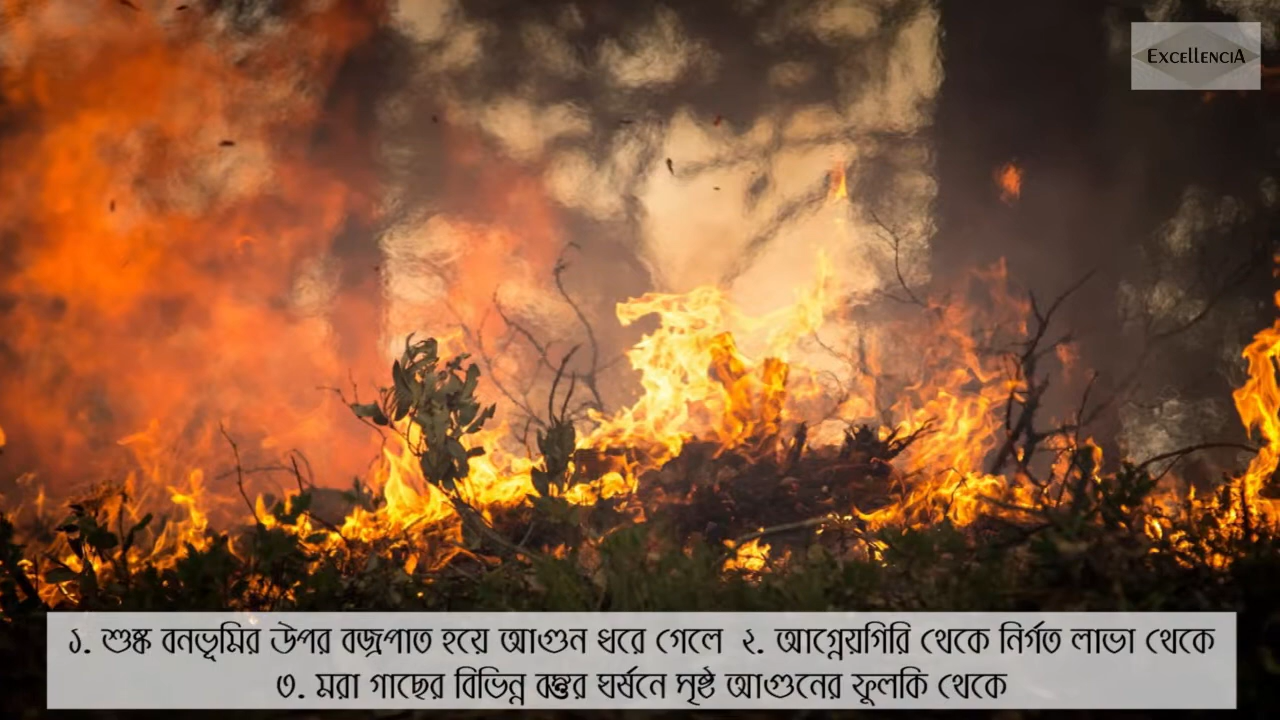 EXCELLENCIA
১. শুষ্ক বনভূমির উপর বজ্রপাত হয়ে আগুন ধরে গেলে ২. আগ্নেয়গিরি থেকে নির্গত লাভা থেকে
৩. মরা গাছের বিভিন্ন বস্তুর ঘর্ষনে সৃষ্ট আগুনের ফুলকি থেকে